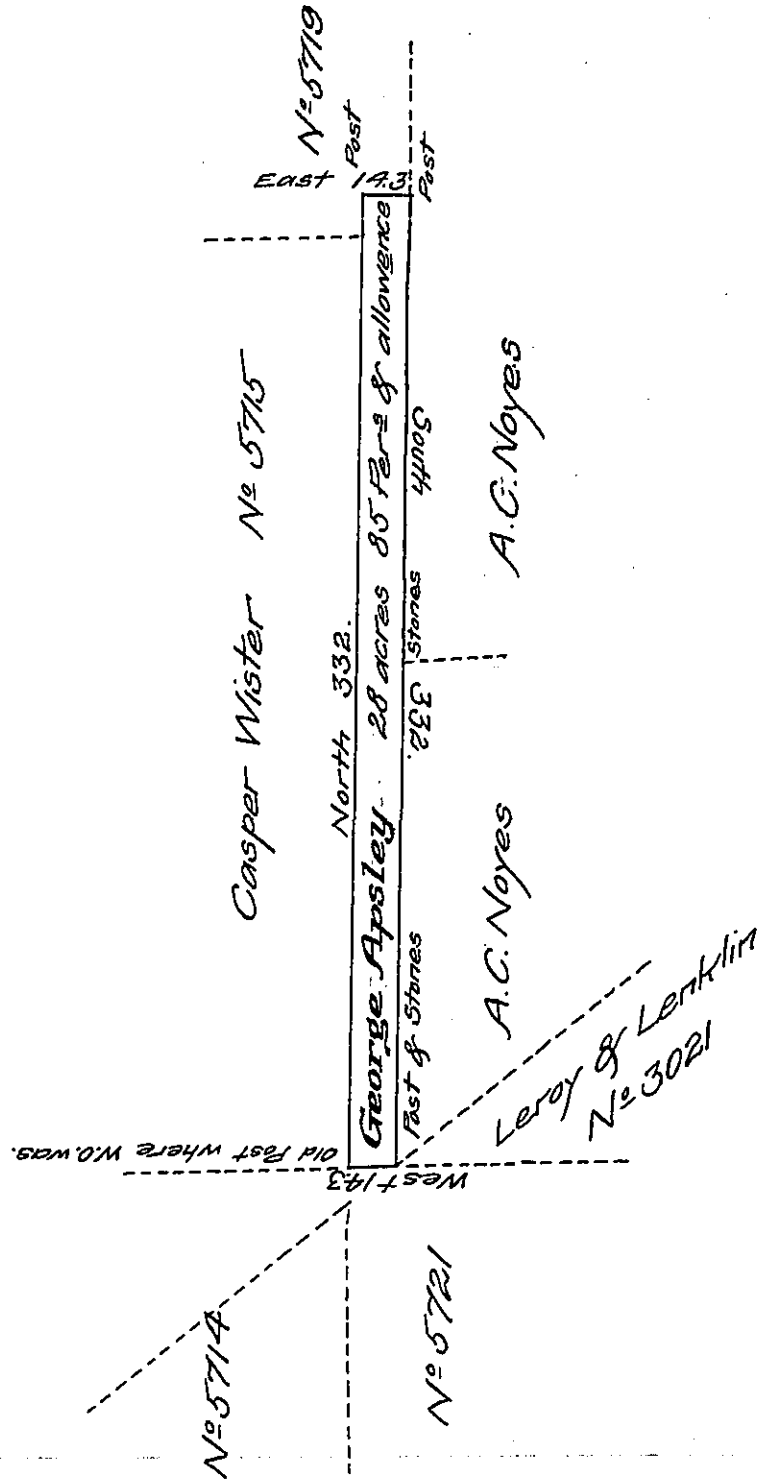 Nº 5719
East 14.3
Post
Post
Casper Wister Nº 5715
North 332.
George Apsley 28 acres 85 Perˢ & allowance
South
332.
Stones
A.C. Noyes
Post & Stones
A.C. Noyes
Old Post where W.O. was.
West 14.3
Leroy & Lenklin
Nº 3021
Nº 5714
Nº 5721